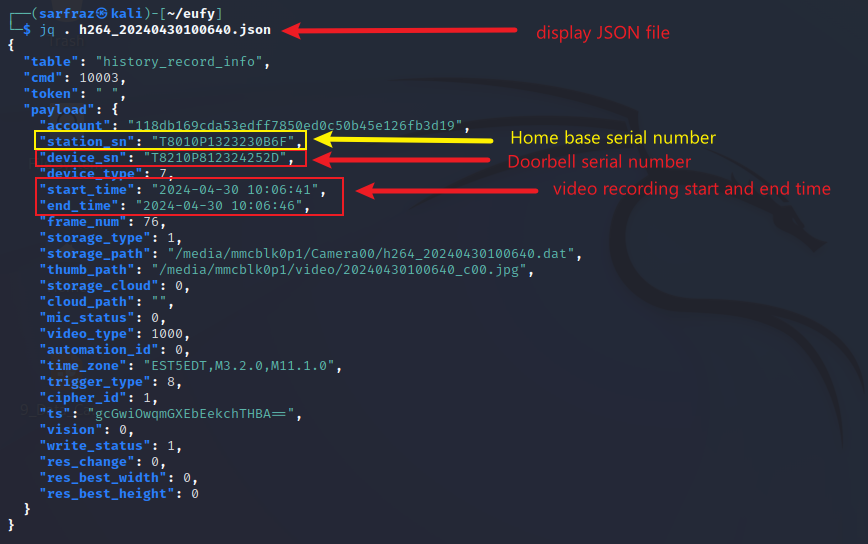 ┌──(sarfraz㉿kali)-[~/eufy]
└─$ jq . h264_20240430100640.json
display JSON file
{
"table": "history_record_info",
"cmd": 10003,
"token": " ",
"payload": {
"account": "118db169cda53edff7850ed0c50b45e126fb3d19",
"station_sn": "T8010P1323230B6F",
Home base serial number
"device_sn": "T8210P812324252D",
Doorbell serial number
"device_type": 7,
"start_time": "2024-04-30 10:06:41",
video recording start and end time
"end_time": "2024-04-30 10:06:46",
"frame_num": 76,
"storage_type": 1,
"storage_path": "/media/mmcblk0p1/Camera00/h264_20240430100640.dat",
"thumb_path": "/media/mmcblk0p1/video/20240430100640_c00.jpg",
"storage_cloud": 0,
"cloud_path": "",
"mic_status": 0,
"video_type": 1000,
"automation_id": 0,
"time_zone": "EST5EDT,M3.2.0,M11.1.0",
"trigger_type": 8,
"cipher_id": 1,
"ts": "gcGwiOwqmGXEbEekchTHBA==",
"vision": 0,
"write_status": 1,
"res_change": 0,
"res_best_width": 0,
"res_best_height": 0
}
}